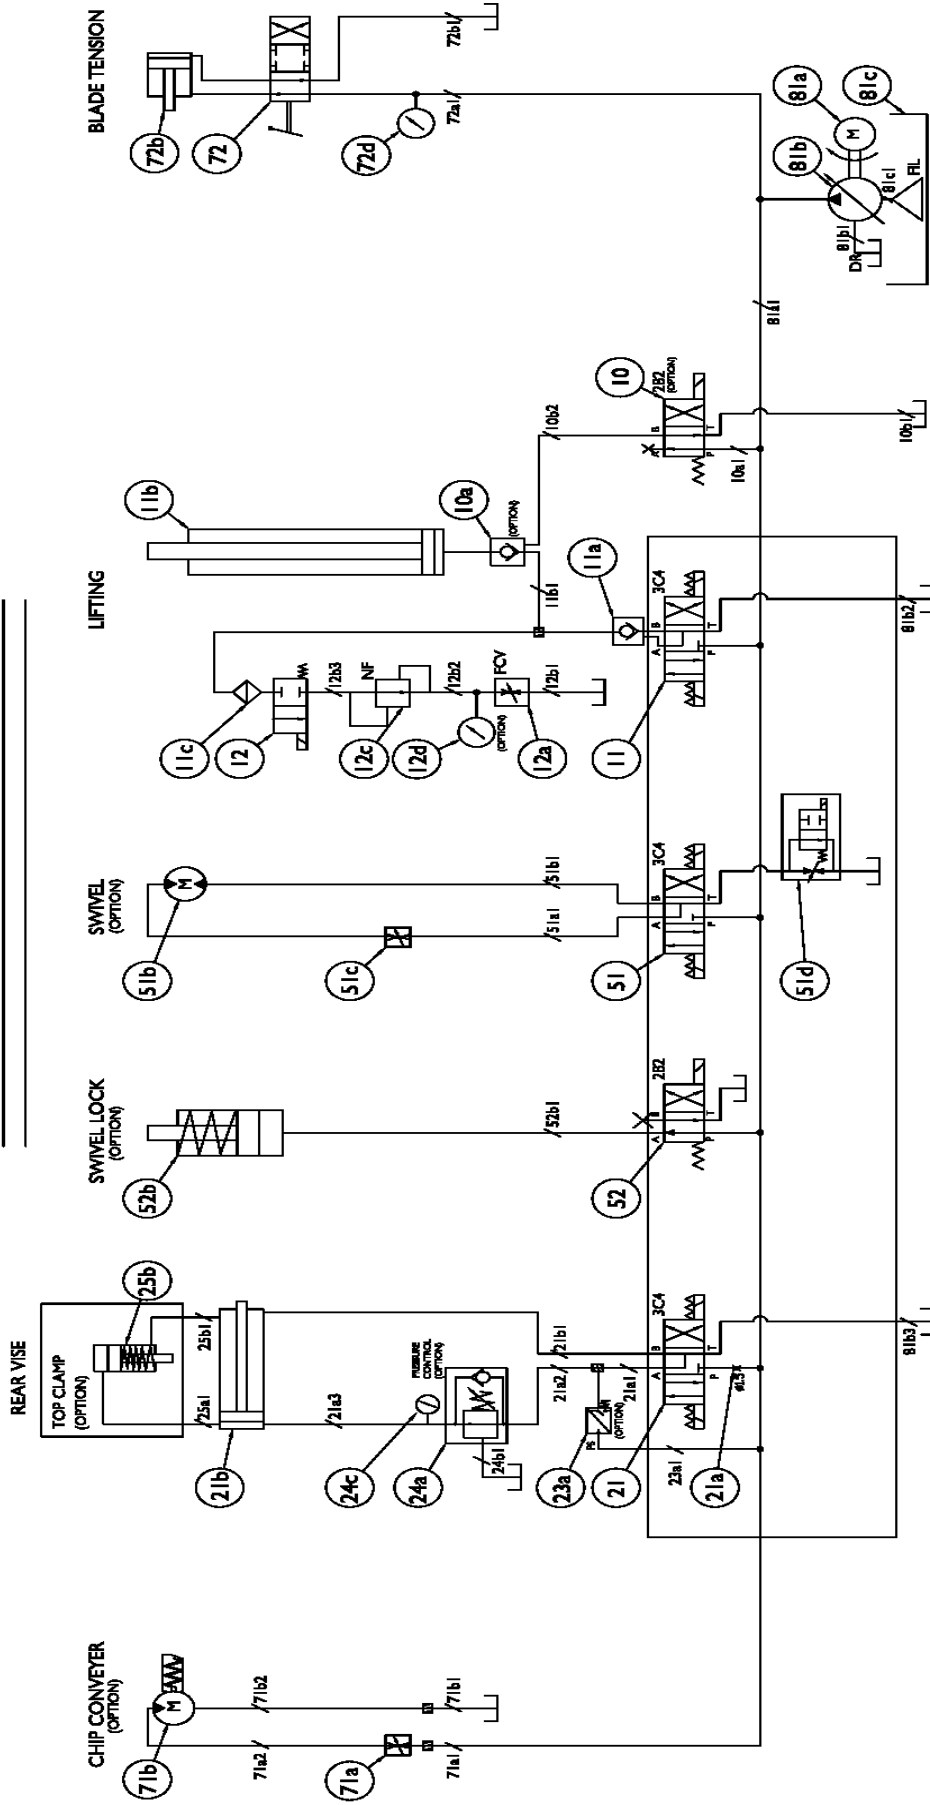 CHIP CONVEYER
(OPTION)
71b
M
71a2
71b2
71a
71a1
71b1
REAR VISE
TOP CLAMP
(OPTION)
25b
25a1
25b1
21b
21a3
24c
PRESSURE
CONTROL
(OPTION)
24a
24b1
21a2
21b1
23a
PS
(OPTION)
21a1
21
3C4
A
B
P
T
23a1
21a
ø1.5
81b3
SWIVEL LOCK
(OPTION)
52b
52b1
52
2B2
A
B
P
T
SWIVEL
(OPTION)
51b
M
51c
51a1
51b1
51
3C4
A
B
P
T
51d
LIFTING
11b
11c
12
12b3
12c
NF
12b2
12d
(OPTION)
FCV
12a
12b1
10a
(OPTION)
11b1
10b2
11a
11
3C4
A
B
P
T
81b2
10
2B2
(OPTION)
A
B
P
T
10a1
10b1
BLADE TENSION
72b
72
72d
72a1
72b1
81a1
81b
81a
M
81c
81b1
DR
81c1
FIL